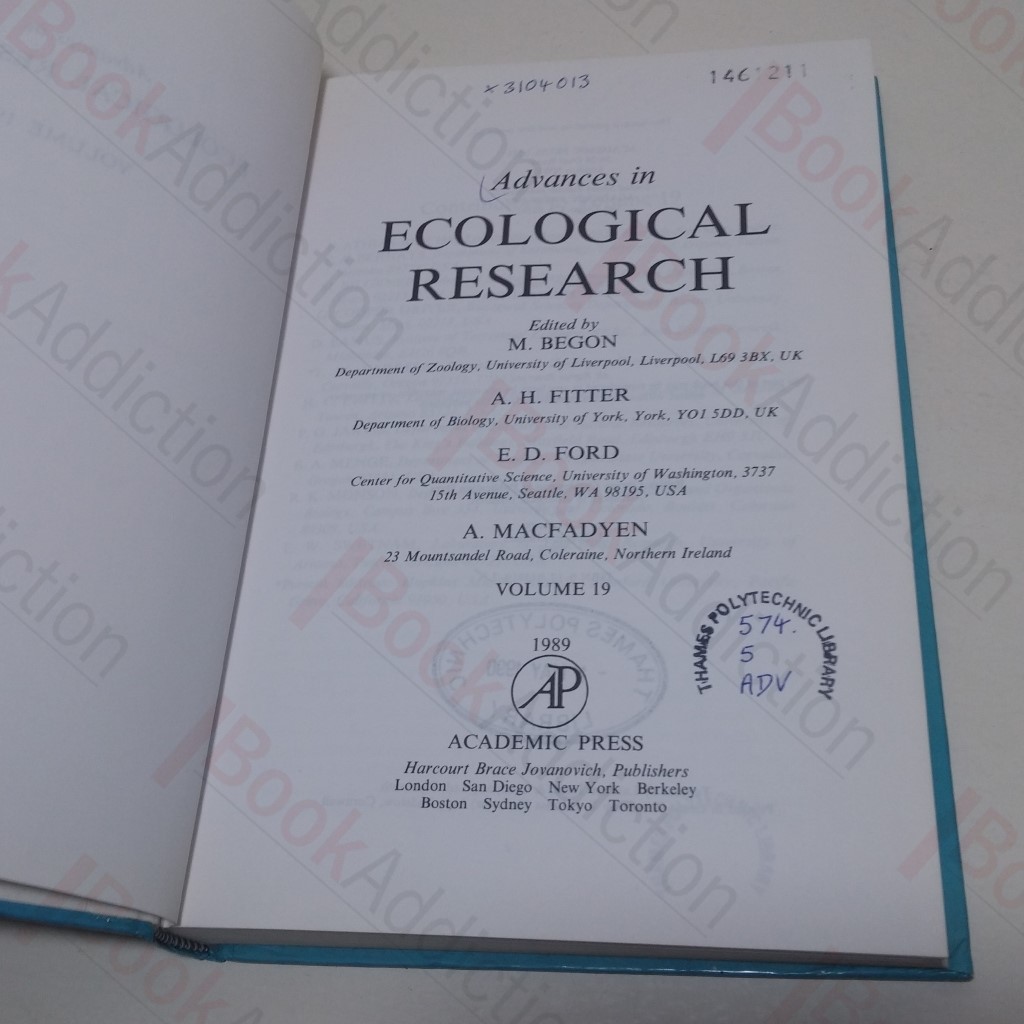 x 3104013
1461211
Advances in
ECOLOGICAL
RESEARCH
Edited by
M. BEGON
Department of Zoology, University of Liverpool, Liverpool, L69 3BX, UK
A. H. FITTER
Department of Biology, University of York, York, YO1 5DD, UK
E. D. FORD
Center for Quantitative Science, University of Washington, 3737
15th Avenue, Seattle, WA 98195, USA
A. MACFADYEN
23 Mountsandel Road, Coleraine, Northern Ireland
VOLUME 19
THAMES POLYTECHNIC LIBRARY
574.
5
ADV
1989
AP
ACADEMIC PRESS
Harcourt Brace Jovanovich, Publishers
London San Diego New York Berkeley
Boston Sydney Tokyo Toronto
BookAddiction